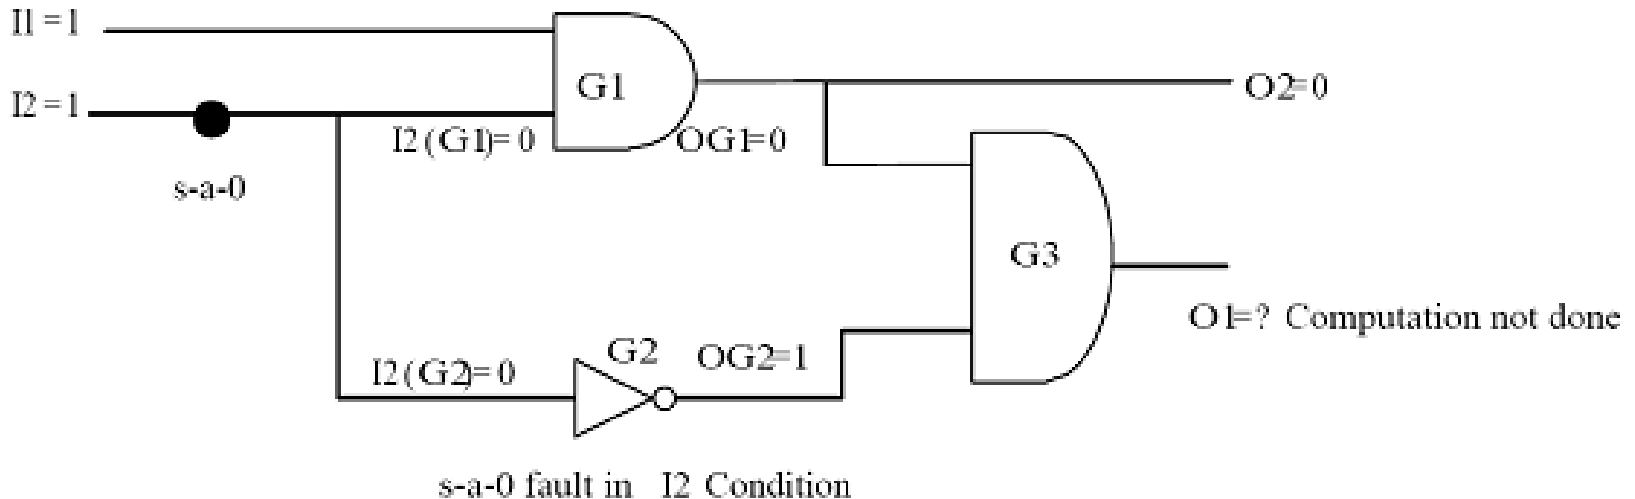 I1=1
I2=1
s-a-0
I2(G1)=0
G1
OG1=0
O2=0
G3
O1=? Computation not done
I2(G2)=0
G2
OG2=1
s-a-0 fault in I2 Condition